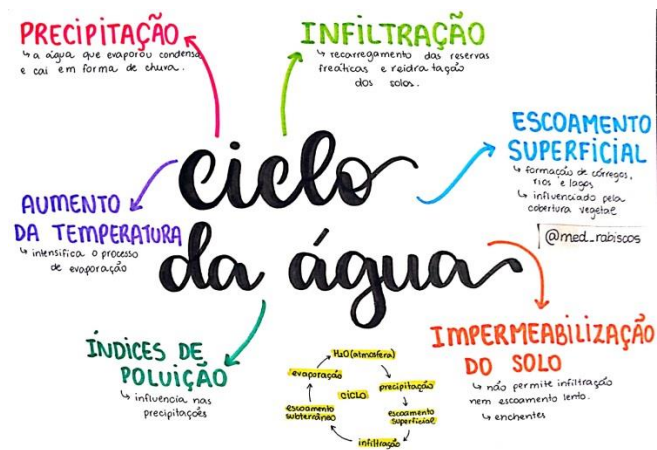 PRECIPITAÇÃO
↳ a água que evaporou condensa
e cai em forma de chuva.
INFILTRAÇÃO
↳ recarregamento das reservas
freáticas e reidratação
dos solos.
ESCOAMENTO
SUPERFICIAL
↳ formação de córregos,
rios e lagos
↳ influenciado pela
cobertura vegetal
@med_rabiscos
ciclo
da água
AUMENTO
DA TEMPERATURA
↳ intensifica o processo
de evaporação
ÍNDICES DE
POLUIÇÃO
↳ influencia nas
precipitações
IMPERMEABILIZAÇÃO
DO SOLO
↳ não permite infiltração
nem escoamento lento.
↳ enchentes
H2O (atmosfera)
precipitação
escoamento
superficial
infiltração
escoamento
subterrâneo
evaporação
CICLO